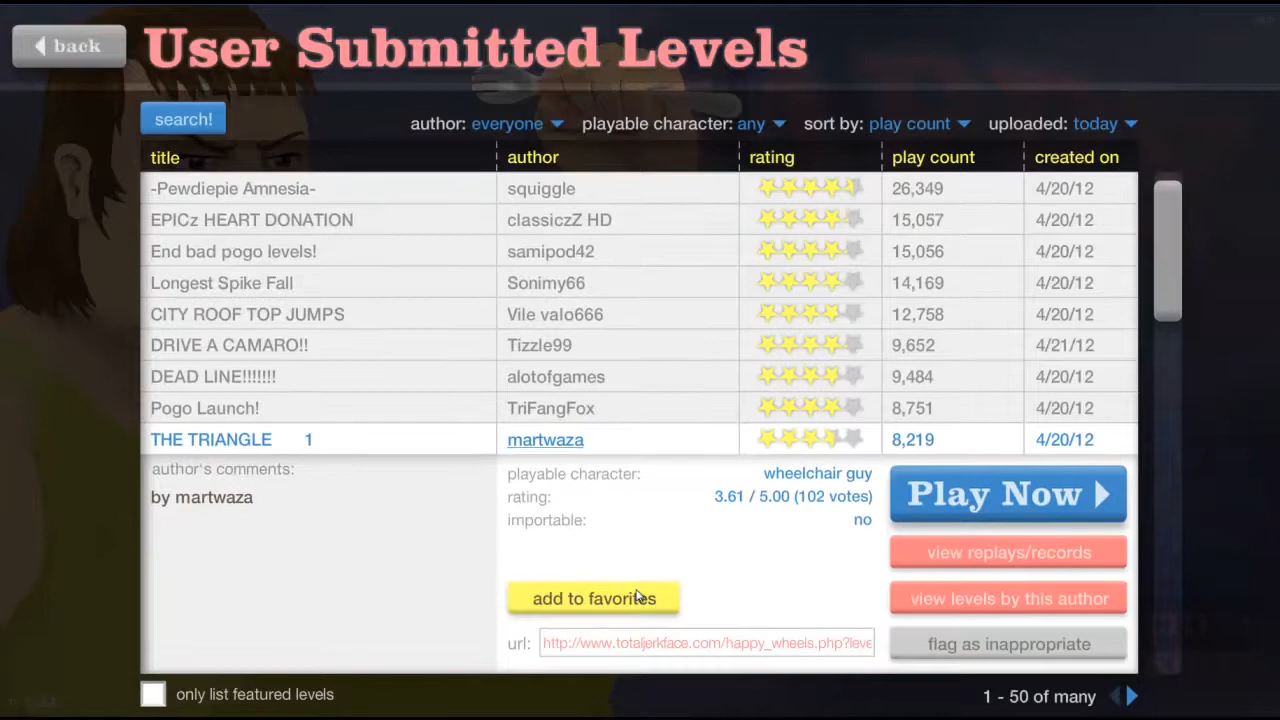 back
User Submitted Levels
search!
author: everyone playable character: any sort by: play count uploaded: today
title author rating play count created on
-Pewdiepie Amnesia- squiggle 26,349 4/20/12
EPICz HEART DONATION classiczZ HD 15,057 4/20/12
End bad pogo levels! samipod42 15,056 4/20/12
Longest Spike Fall Sonimy66 14,169 4/20/12
CITY ROOF TOP JUMPS Vile valo666 12,758 4/20/12
DRIVE A CAMARO!! Tizzle99 9,652 4/21/12
DEAD LINE!!!!!!! alotofgames 9,484 4/20/12
Pogo Launch! TriFangFox 8,751 4/20/12
THE TRIANGLE 1 martwaza 8,219 4/20/12
author's comments:
by martwaza
playable character: wheelchair guy
rating: 3.61 / 5.00 (102 votes)
importable: no
add to favorites
url: http://www.totaljerkface.com/happy_wheels.php?leve
Play Now
view replays/records
view levels by this author
flag as inappropriate
only list featured levels
1 - 50 of many